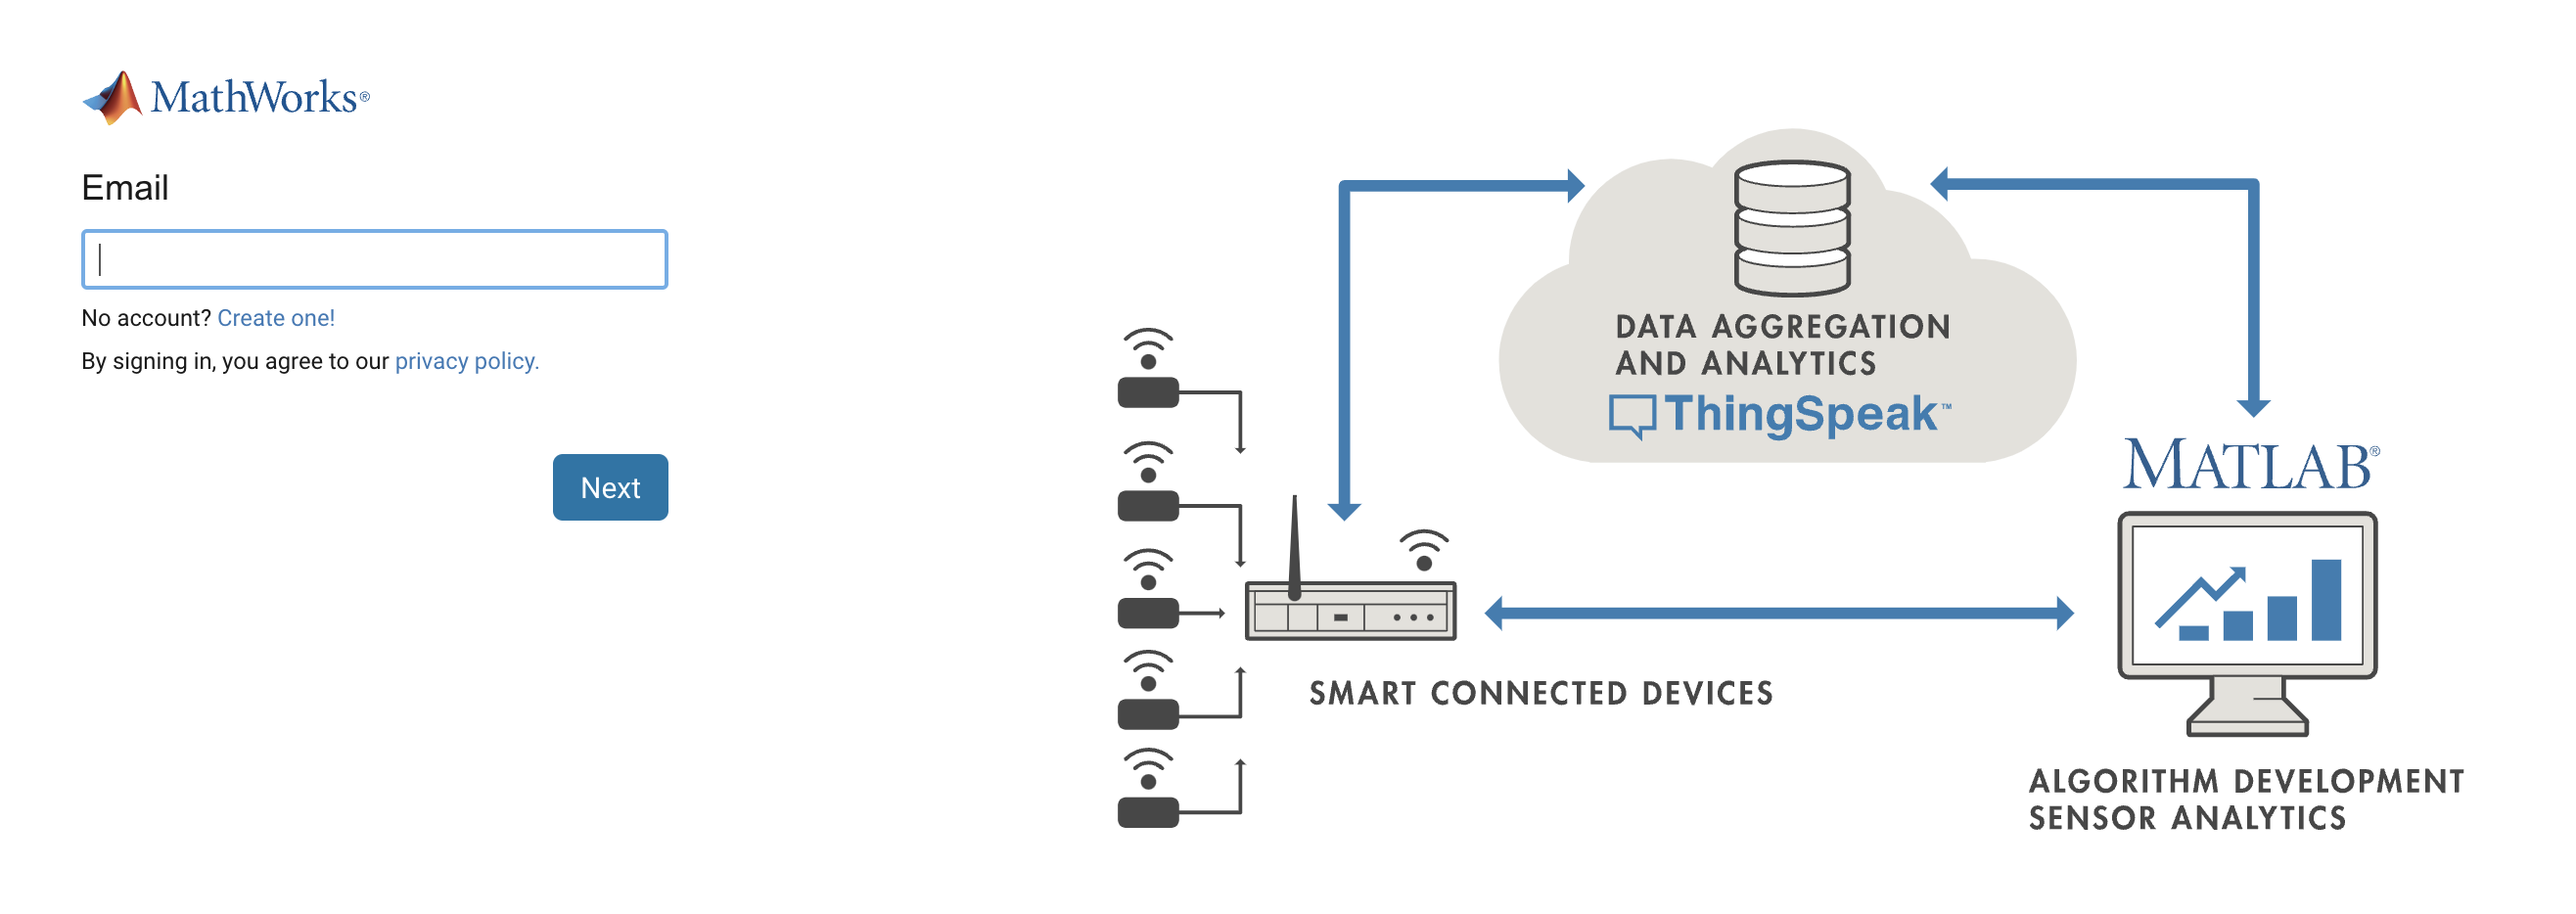 MathWorks®
Email
No account? Create one!
By signing in, you agree to our privacy policy.
Next
DATA AGGREGATION
AND ANALYTICS
ThingSpeak™
MATLAB®
SMART CONNECTED DEVICES
ALGORITHM DEVELOPMENT
SENSOR ANALYTICS